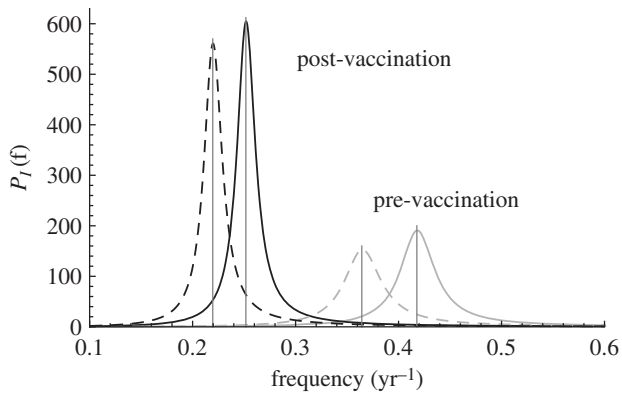 600
post-vaccination
500
400
P_I (f)
300
pre-vaccination
200
100
0
0.1 0.2 0.3 0.4 0.5 0.6
frequency (yr⁻¹)